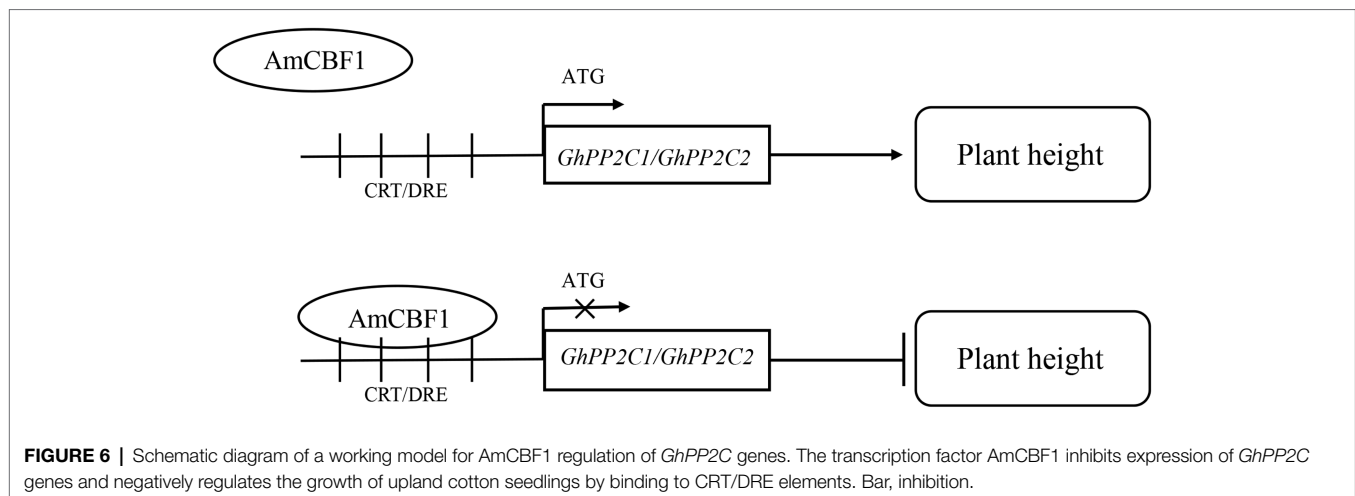 AmCBF1
ATG
GhPP2C1/GhPP2C2
Plant height
CRT/DRE
ATG
AmCBF1
GhPP2C1/GhPP2C2
Plant height
CRT/DRE
FIGURE 6 | Schematic diagram of a working model for AmCBF1 regulation of GhPP2C genes. The transcription factor AmCBF1 inhibits expression of GhPP2C
genes and negatively regulates the growth of upland cotton seedlings by binding to CRT/DRE elements. Bar, inhibition.